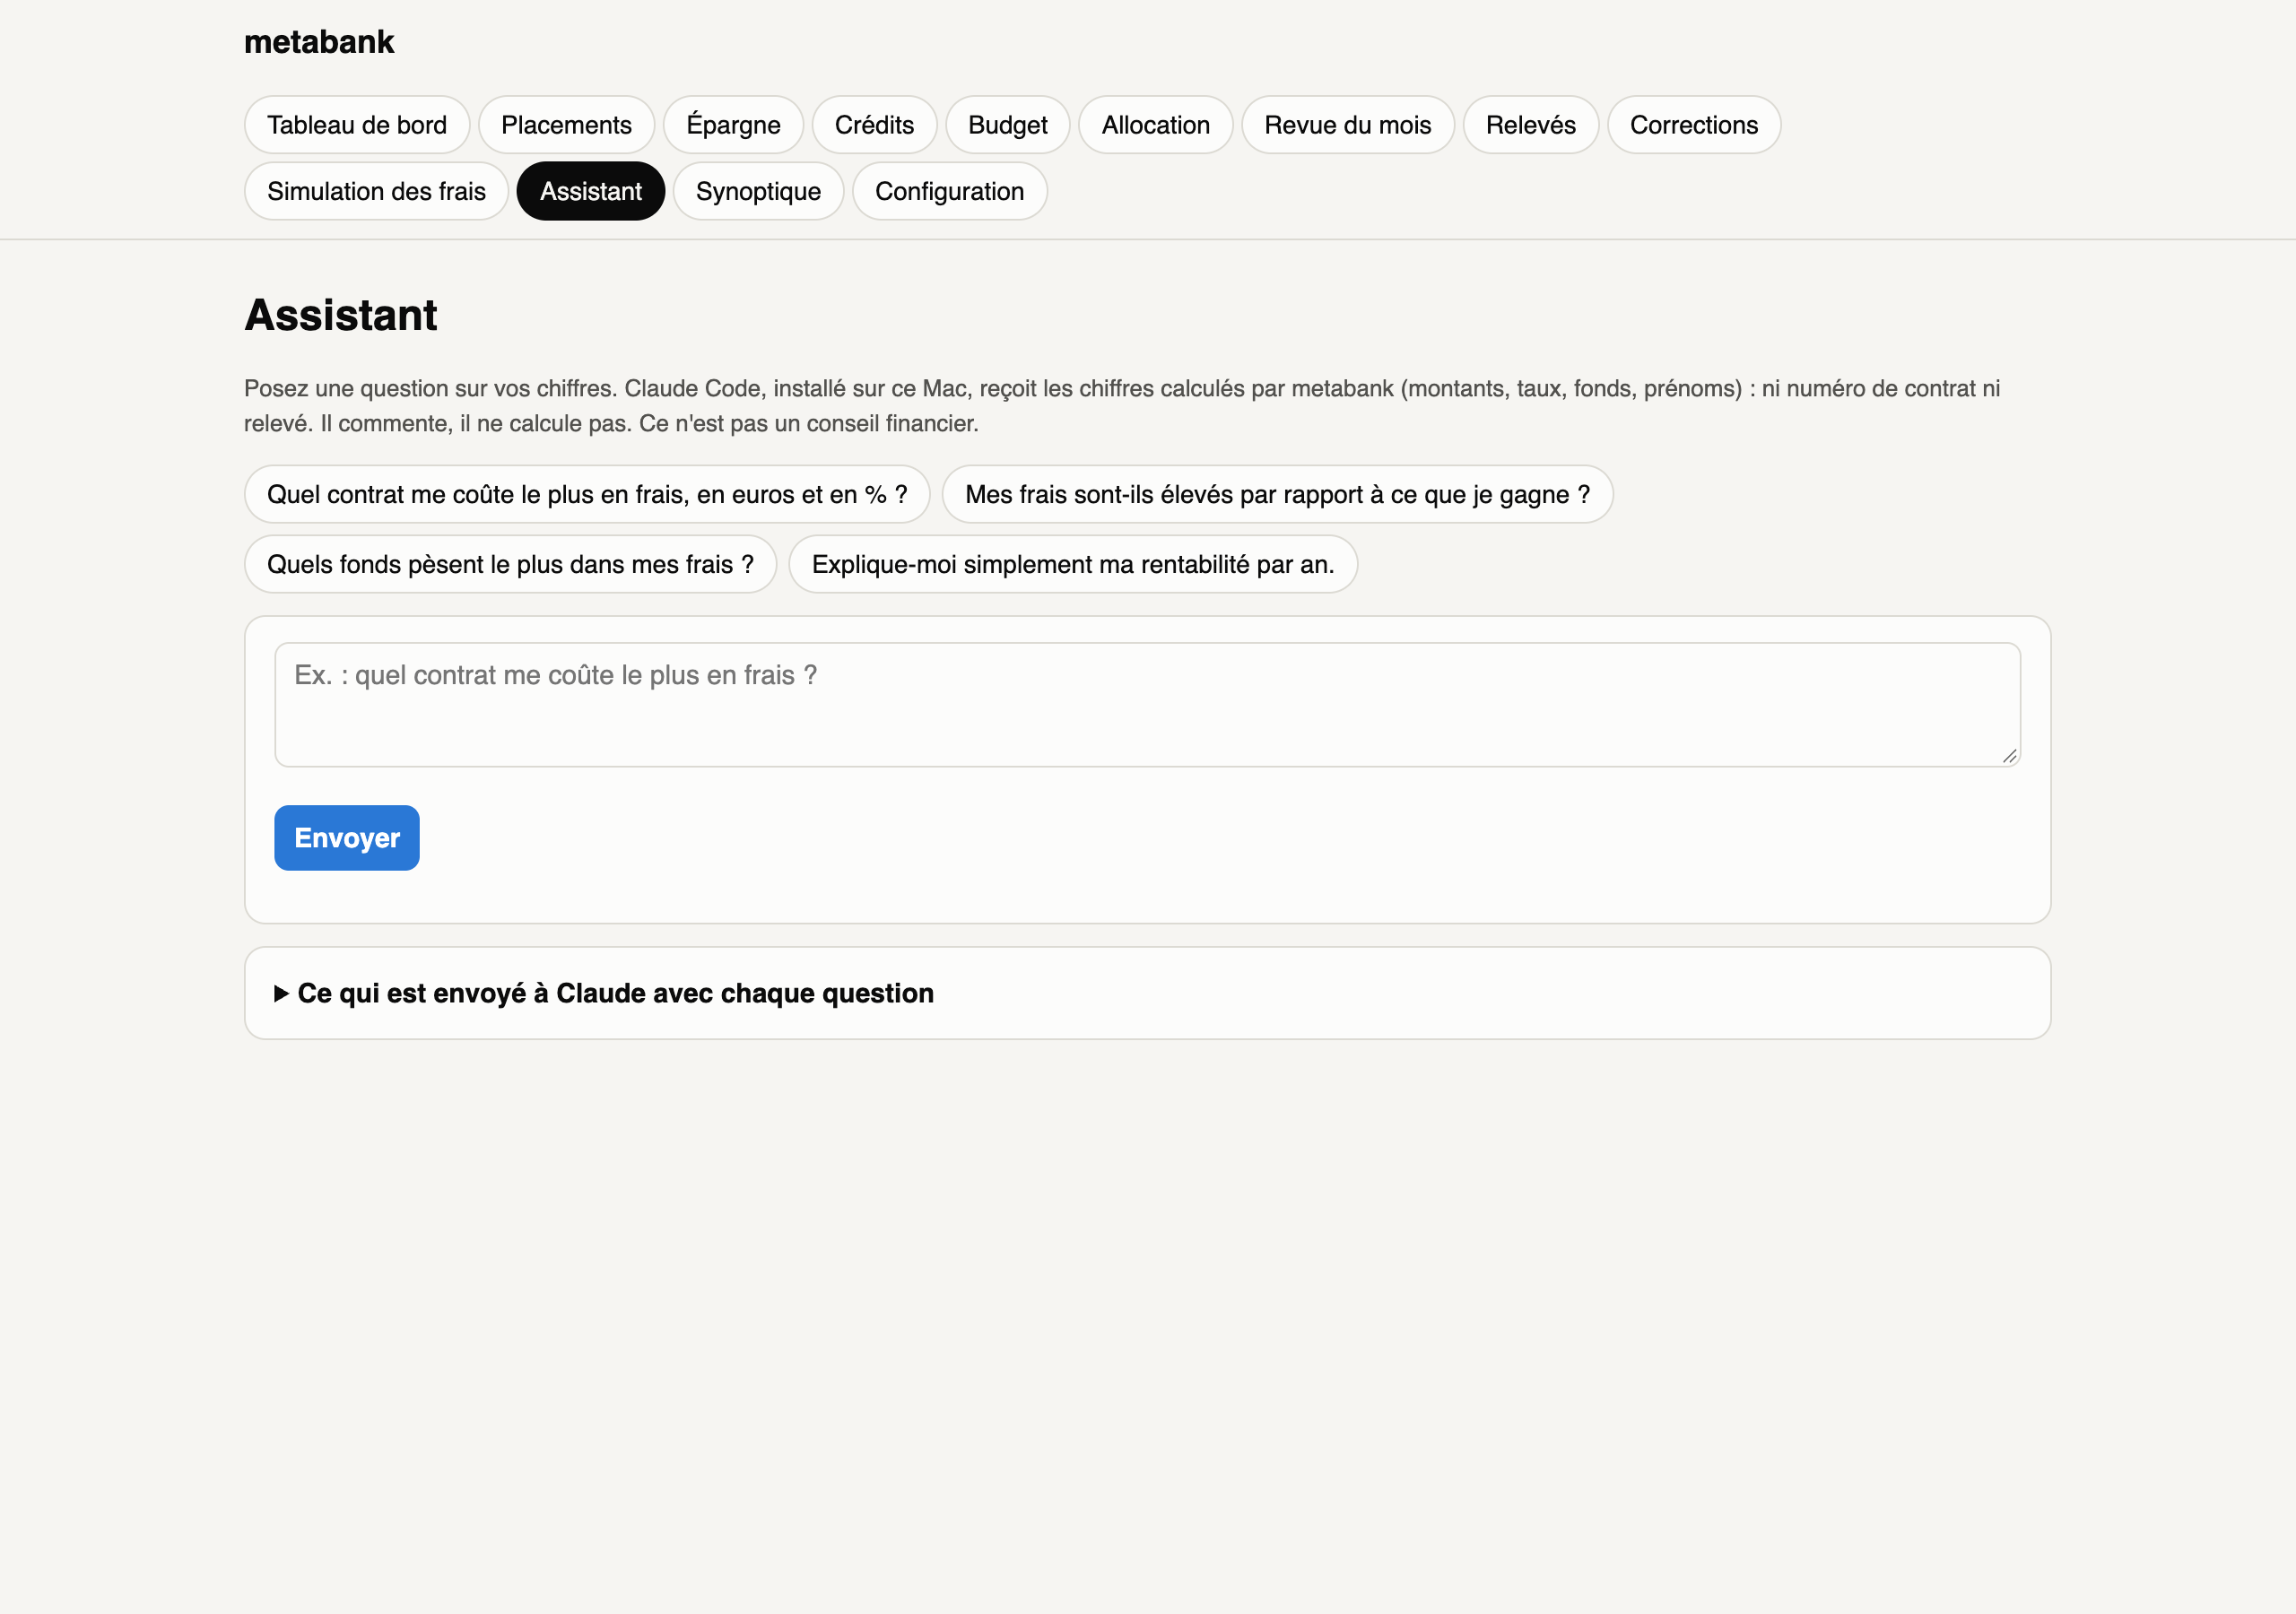 metabank
Tableau de bord Placements Épargne Crédits Budget Allocation Revue du mois Relevés Corrections
Simulation des frais Assistant Synoptique Configuration
Assistant
Posez une question sur vos chiffres. Claude Code, installé sur ce Mac, reçoit les chiffres calculés par metabank (montants, taux, fonds, prénoms) : ni numéro de contrat ni
relevé. Il commente, il ne calcule pas. Ce n'est pas un conseil financier.
Quel contrat me coûte le plus en frais, en euros et en % ? Mes frais sont-ils élevés par rapport à ce que je gagne ?
Quels fonds pèsent le plus dans mes frais ? Explique-moi simplement ma rentabilité par an.
Ex. : quel contrat me coûte le plus en frais ?
Envoyer
Ce qui est envoyé à Claude avec chaque question